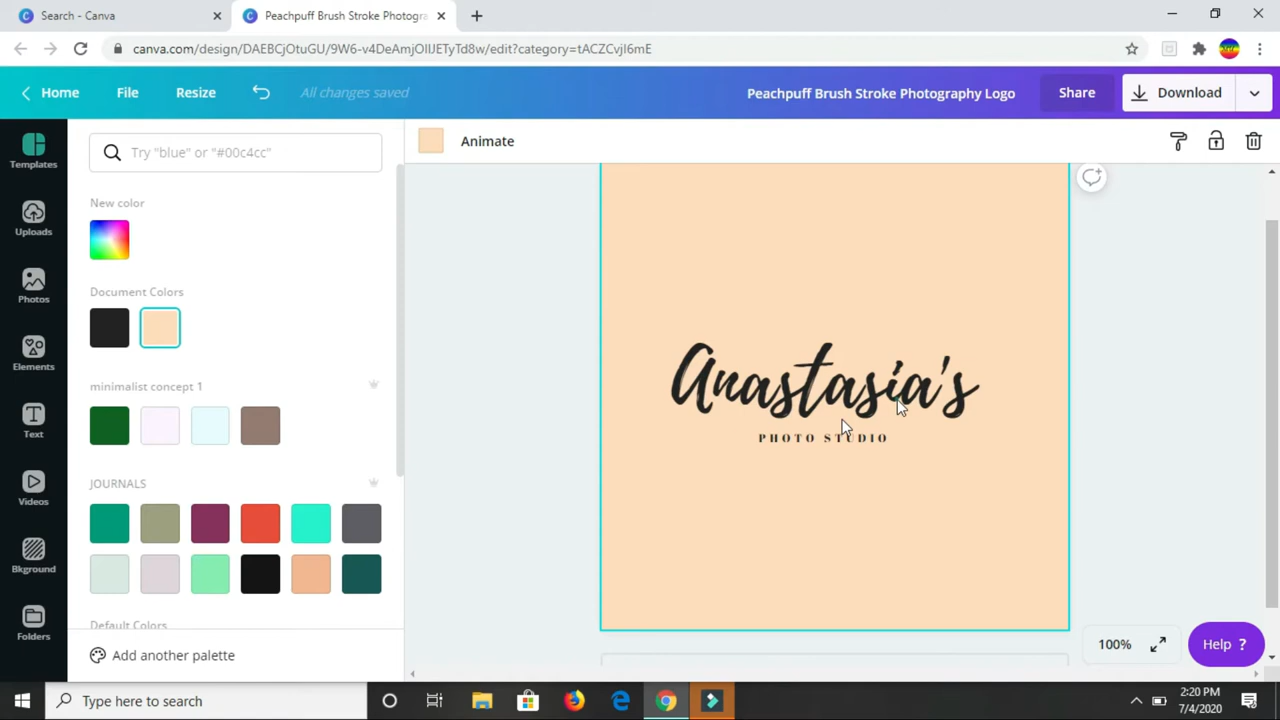 Search - Canva
Peachpuff Brush Stroke Photogra
canva.com/design/DAEBCjOtuGU/9W6-v4DeAmjOlIJETyTd8w/edit?category=tACZCvjI6mE
Home
File
Resize
All changes saved
Peachpuff Brush Stroke Photography Logo
Share
Download
Templates
Uploads
Photos
Elements
Text
Videos
Bkground
Folders
Try "blue" or "#00c4cc"
New color
Document Colors
minimalist concept 1
JOURNALS
Default Colors
Add another palette
Animate
Anastasia's
PHOTO STUDIO
100%
Help ?
Type here to search
2:20 PM
7/4/2020